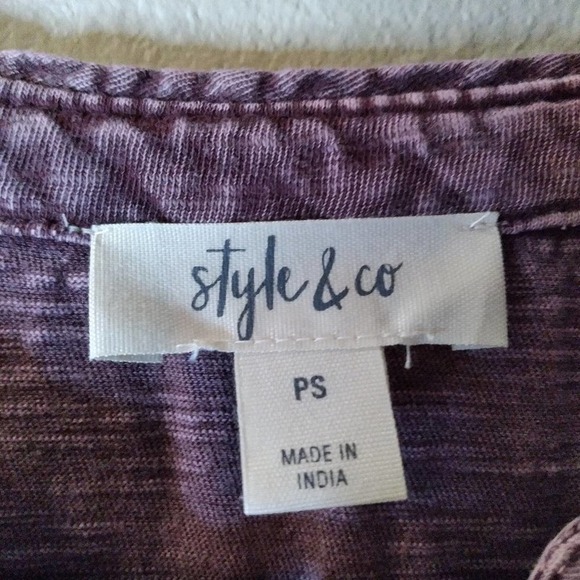 style & co
PS
MADE IN
INDIA